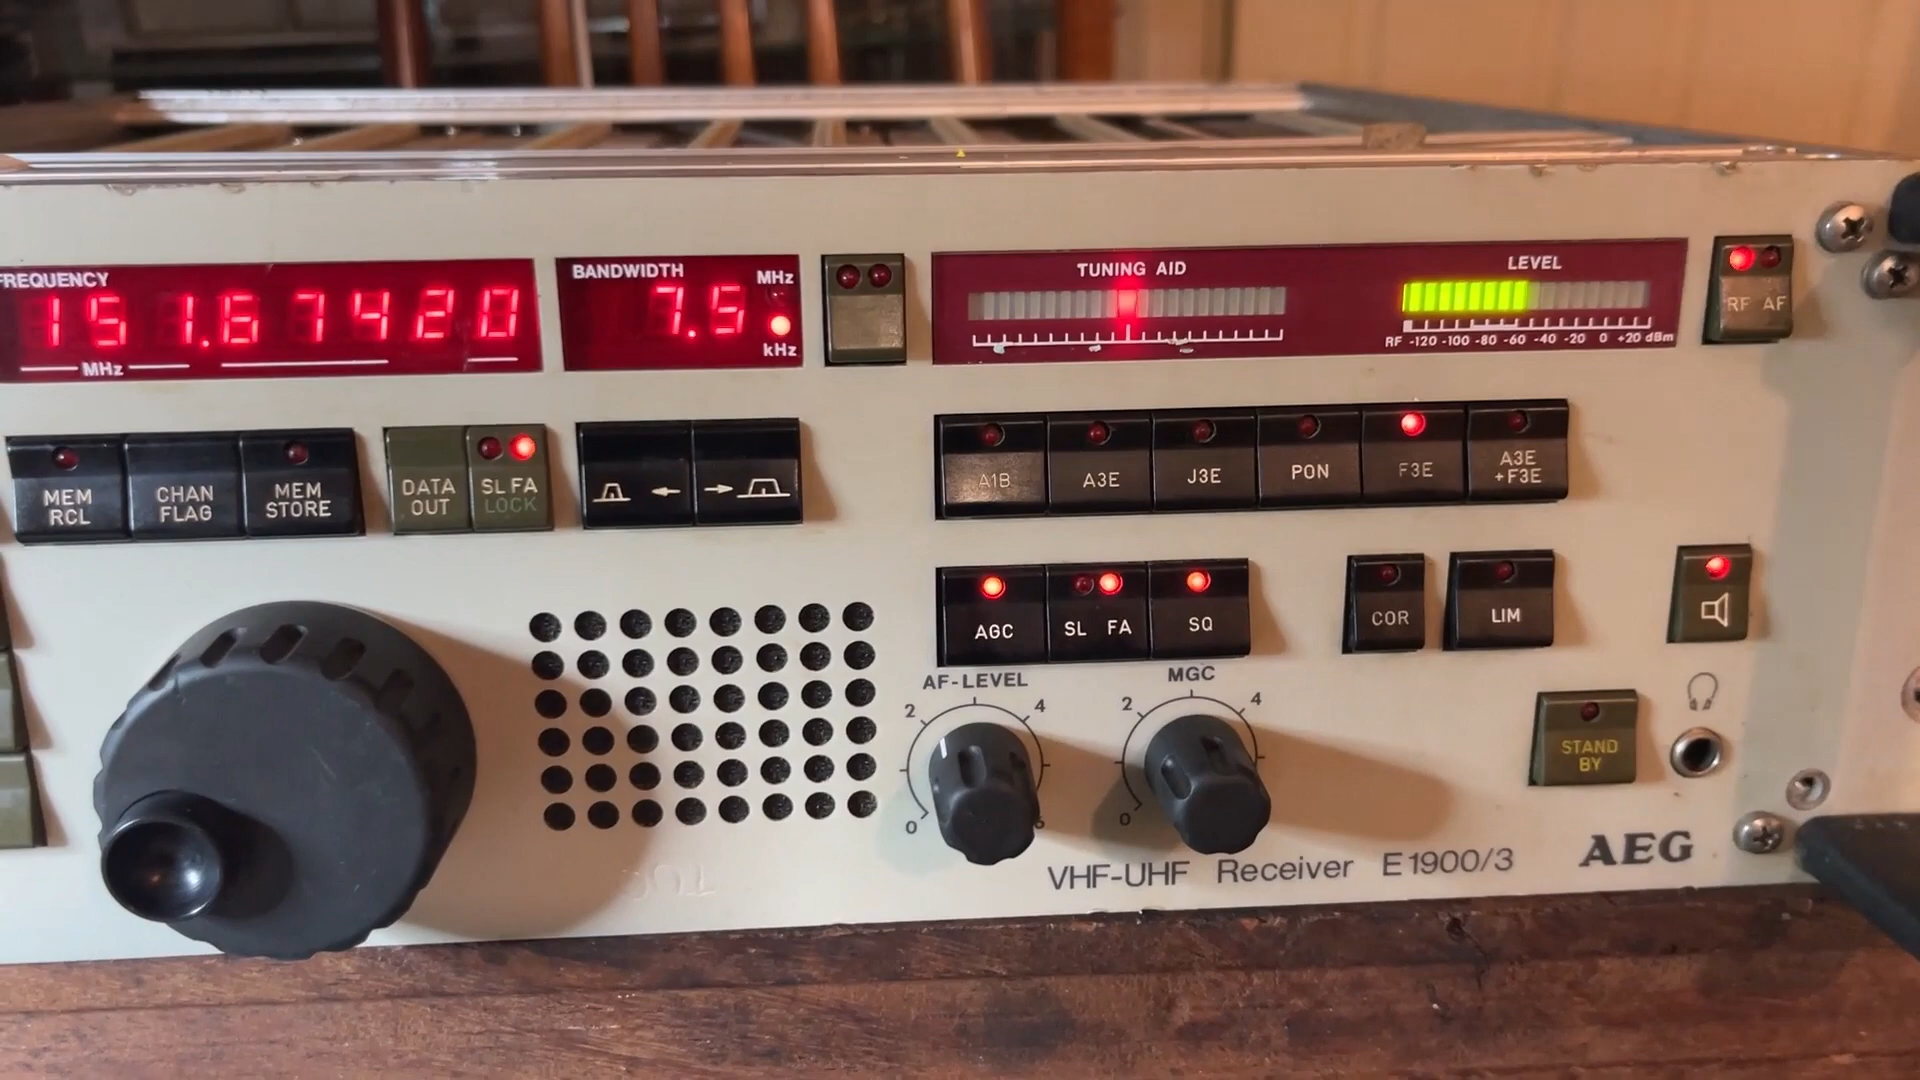 FREQUENCY
151.67420
MHz
BANDWIDTH
7.5
MHz
kHz
TUNING AID
LEVEL
RF -120 -100 -80 -60 -40 -20 0 +20 dBm
RF AF
MEM RCL
CHAN FLAG
MEM STORE
DATA OUT
SL FA LOCK
A1B
A3E
J3E
PON
F3E
A3E +F3E
AGC
SL FA
SQ
COR
LIM
AF-LEVEL
0 2 4 6
MGC
0 2 4
STAND BY
VHF-UHF Receiver E1900/3
AEG